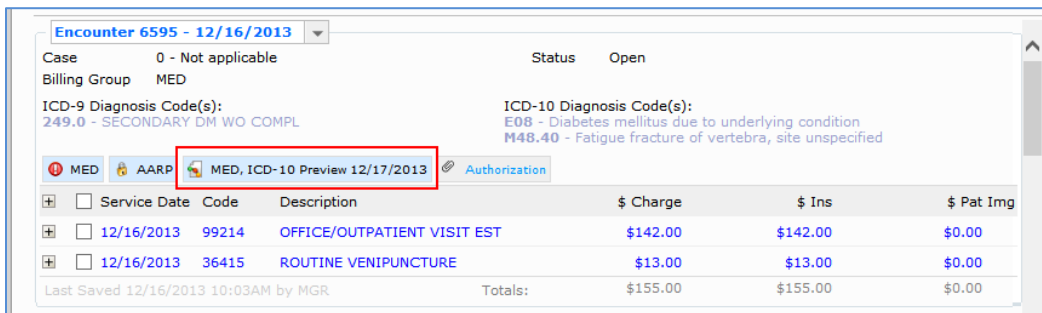 Encounter 6595 - 12/16/2013
Case 0 - Not applicable Status Open
Billing Group MED
ICD-9 Diagnosis Code(s): ICD-10 Diagnosis Code(s):
249.0 - SECONDARY DM WO COMPL E08 - Diabetes mellitus due to underlying condition
M48.40 - Fatigue fracture of vertebra, site unspecified
MED AARP MED, ICD-10 Preview 12/17/2013 Authorization
Service Date Code Description $ Charge $ Ins $ Pat Img
12/16/2013 99214 OFFICE/OUTPATIENT VISIT EST $142.00 $142.00 $0.00
12/16/2013 36415 ROUTINE VENIPUNCTURE $13.00 $13.00 $0.00
Last Saved 12/16/2013 10:03AM by MGR Totals: $155.00 $155.00 $0.00